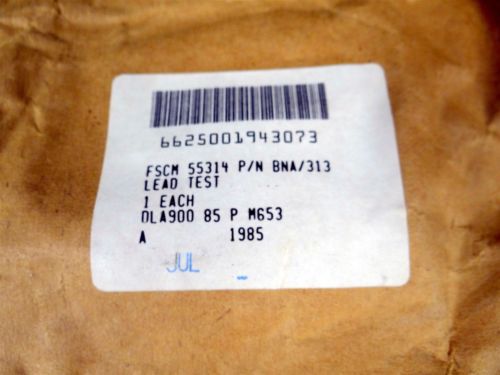 6625001943073
FSCM 55314 P/N BNA/313
LEAD TEST
1 EACH
DLA900 85 P M653
A 1985
JUL